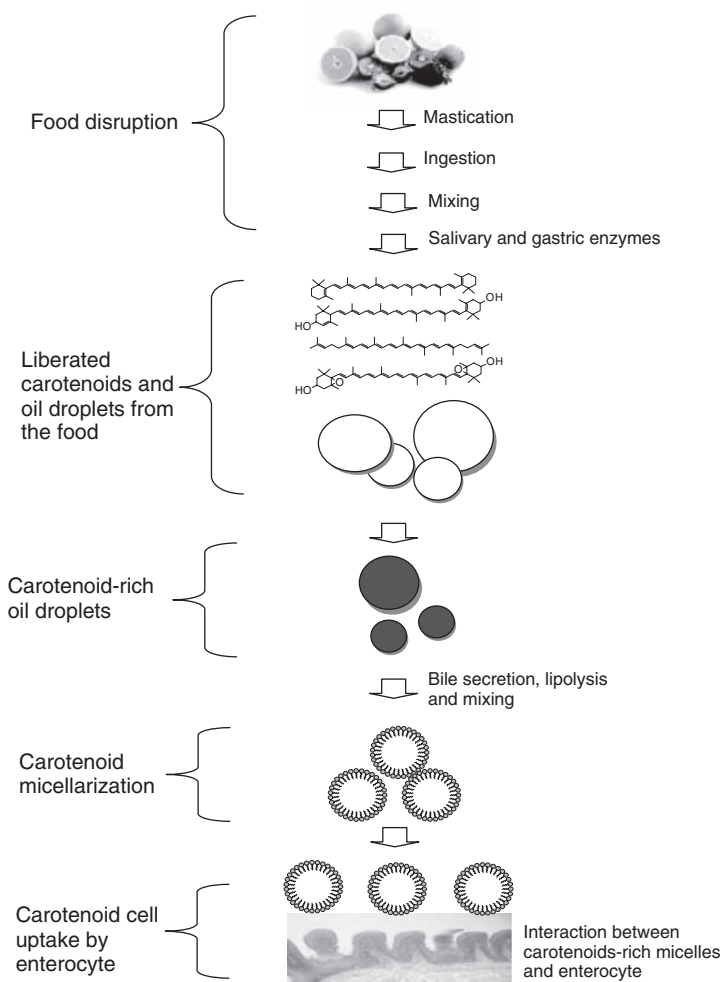 Food disruption
Mastication
Ingestion
Mixing
Salivary and gastric enzymes
Liberated
carotenoids and
oil droplets from
the food
OH
HO
OH
O
O
HO
Carotenoid-rich
oil droplets
Bile secretion, lipolysis
and mixing
Carotenoid
micellarization
Carotenoid cell
uptake by
enterocyte
Interaction between
carotenoids-rich micelles
and enterocyte